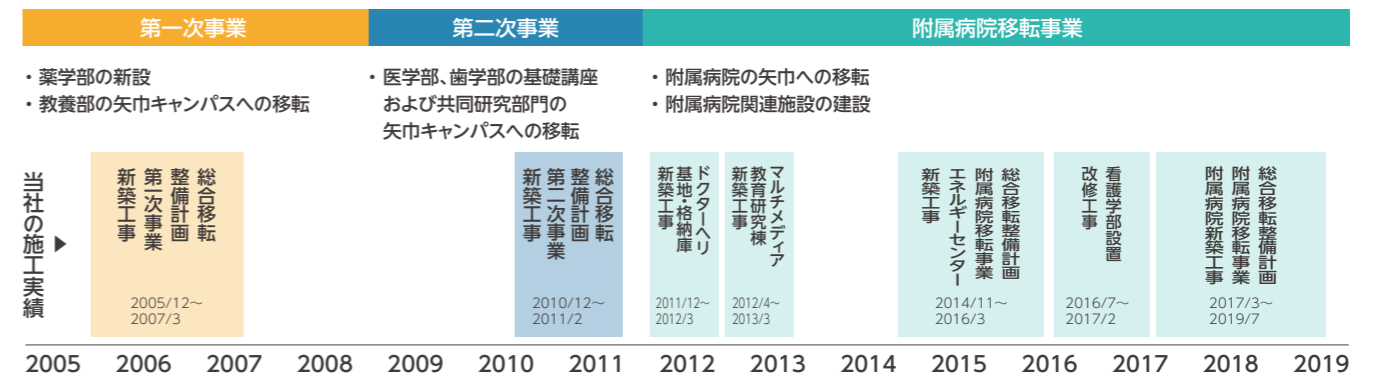 第一次事業
第二次事業
附属病院移転事業
・薬学部の新設
・教養部の矢巾キャンパスへの移転
・医学部、歯学部の基礎講座
および共同研究部門の
矢巾キャンパスへの移転
・附属病院の矢巾への移転
・附属病院関連施設の建設
当社の施工実績▶
総合移転
整備計画
第一次事業
新築工事
2005/12～
2007/3
総合移転
整備計画
第二次事業
新築工事
2010/12～
2011/2
ドクターヘリ
基地・格納庫
新築工事
2011/12～
2012/3
マルチメディア
教育研究棟
新築工事
2012/4～
2013/3
総合移転整備計画
附属病院移転事業
エネルギーセンター
新築工事
2014/11～
2016/3
看護学部設置
改修工事
2016/7～
2017/2
総合移転整備計画
附属病院移転事業
附属病院新築工事
2017/3～
2019/7
2005 2006 2007 2008 2009 2010 2011 2012 2013 2014 2015 2016 2017 2018 2019